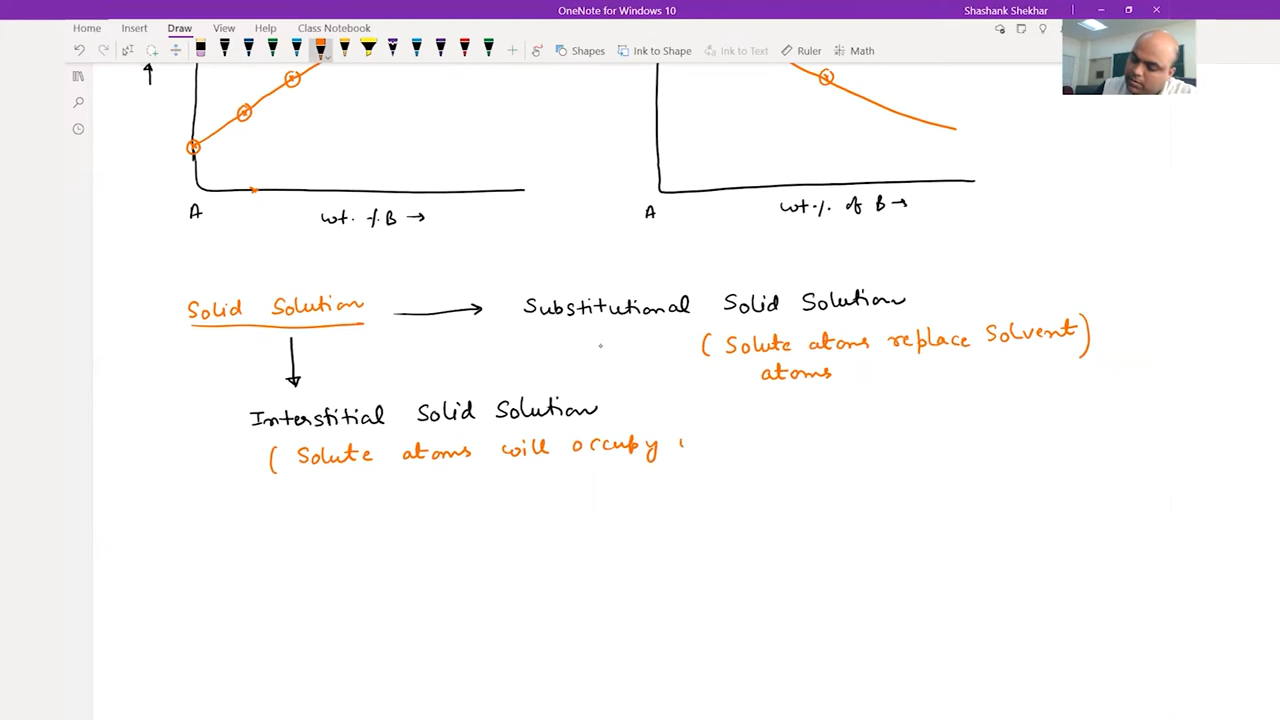 OneNote for Windows 10
Shashank Shekhar
Home Insert Draw View Help Class Notebook
Shapes Ink to Shape Ink to Text Ruler Math
A
wt. % B →
A
wt % of B →
Solid Solution → Substitutional Solid Solution
( Solute atoms replace Solvent )
atoms
Interstitial Solid Solution
( Solute atoms will occupy